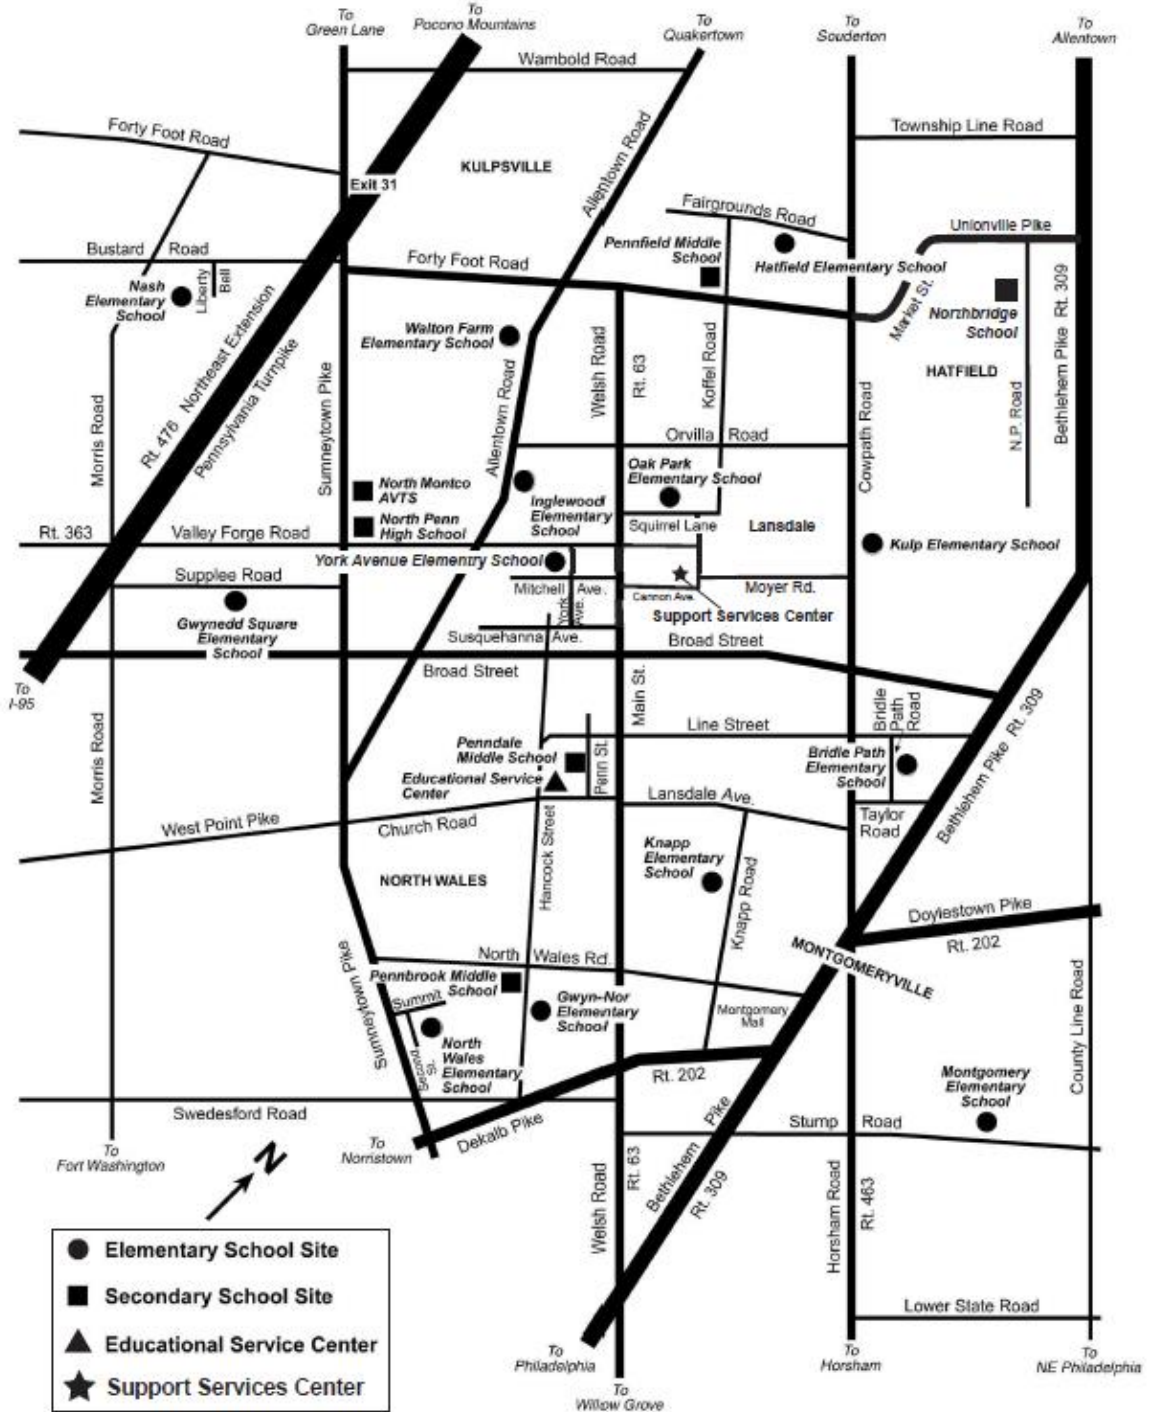 To
Green Lane
To
Pocono Mountains
To
Quakertown
To
Souderton
To
Allentown
Wambold Road
Forty Foot Road
Township Line Road
KULPSVILLE
Allentown Road
Exit 31
Fairgrounds Road
Unionville Pike
Bustard Road
Forty Foot Road
Pennfield Middle
School
Hatfield Elementary School
Liberty
Bell
Nash
Elementary
School
Market St.
Northbridge
School
Bethlehem Pike Rt. 309
Walton Farm
Elementary School
Rt. 476 Northeast Extension
Pennsylvania Turnpike
Welsh Road
Rt. 63
Koffel Road
HATFIELD
Morris Road
Sumneytown Pike
Allentown Road
Cowpath Road
N.P. Road
Orvilla Road
North Montco
AVTS
Oak Park
Elementary School
Inglewood
Elementary
School
North Penn
High School
Squirrel Lane
Lansdale
Rt. 363
Valley Forge Road
York Avenue Elementry School
Kulp Elementary School
Supplee Road
Mitchell Ave.
York
Ave.
Cannon Ave.
Moyer Rd.
Support Services Center
Gwynedd Square
Elementary
School
Susquehanna Ave.
Broad Street
Broad Street
To
I-95
Main St.
Bridle
Path
Road
Bethlehem Pike Rt. 309
Morris Road
Line Street
Penndale
Middle School
Penn St.
Bridle Path
Elementary
School
Educational Service
Center
Lansdale Ave.
Taylor
Road
West Point Pike
Church Road
Hancock Street
Knapp
Elementary
School
Knapp Road
NORTH WALES
Doylestown Pike
Rt. 202
MONTGOMERYVILLE
Sumneytown Pike
North Wales Rd.
Pennbrook Middle
School
Summit
Second
St.
Gwyn-Nor
Elementary
School
Montgomery
Mall
North
Wales
Elementary
School
County Line Road
Rt. 202
Montgomery
Elementary
School
Swedesford Road
Dekalb Pike
Stump Road
To
Fort Washington
To
Norristown
N
Bethlehem Pike
Rt. 309
Welsh Road
Rt. 63
Horsham Road
Rt. 463
Elementary School Site
Secondary School Site
Educational Service Center
Support Services Center
Lower State Road
To
Philadelphia
To
Willow Grove
To
Horsham
To
NE Philadelphia